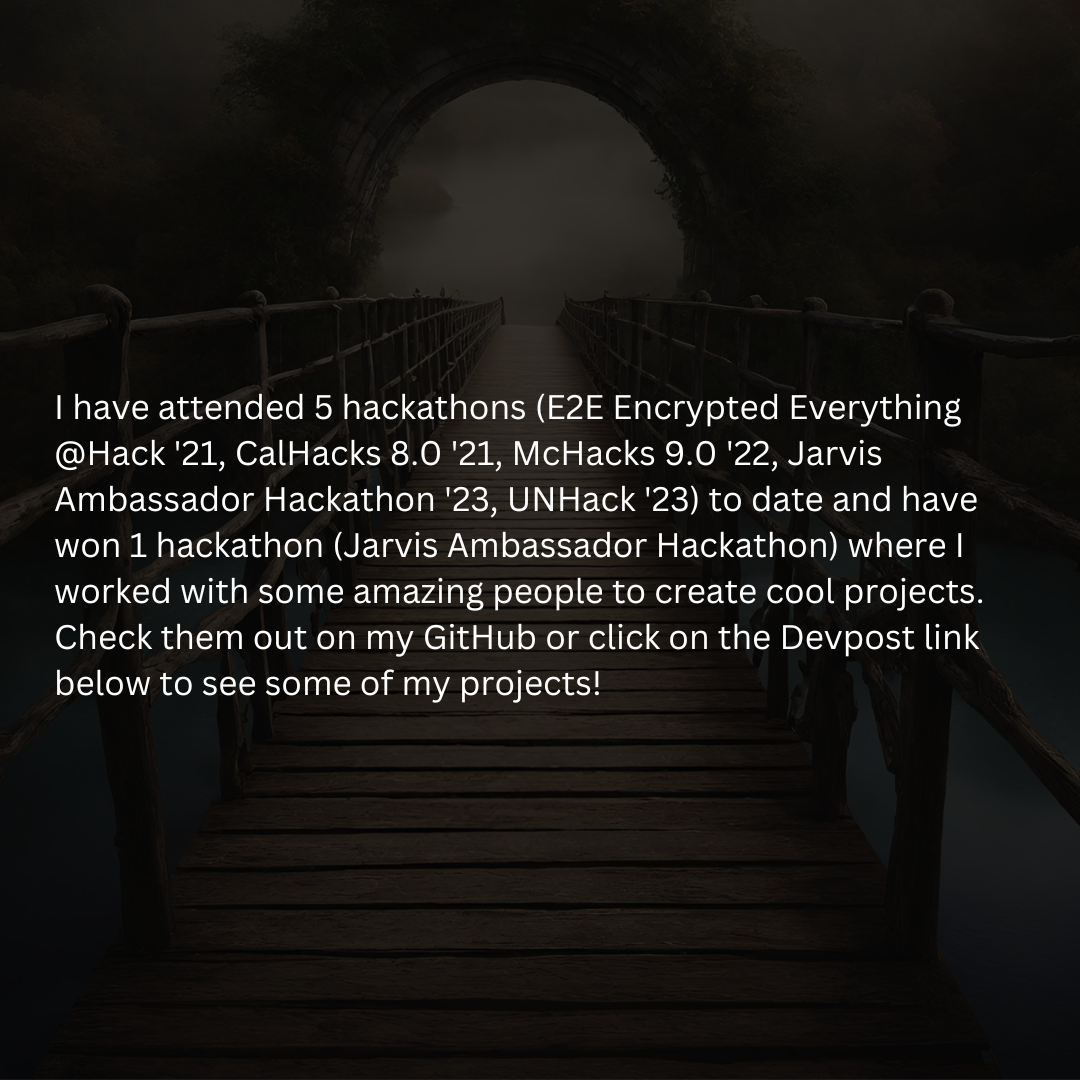 I have attended 5 hackathons (E2E Encrypted Everything
@Hack '21, CalHacks 8.0 '21, McHacks 9.0 '22, Jarvis
Ambassador Hackathon '23, UNHack '23) to date and have
won 1 hackathon (Jarvis Ambassador Hackathon) where I
worked with some amazing people to create cool projects.
Check them out on my GitHub or click on the Devpost link
below to see some of my projects!